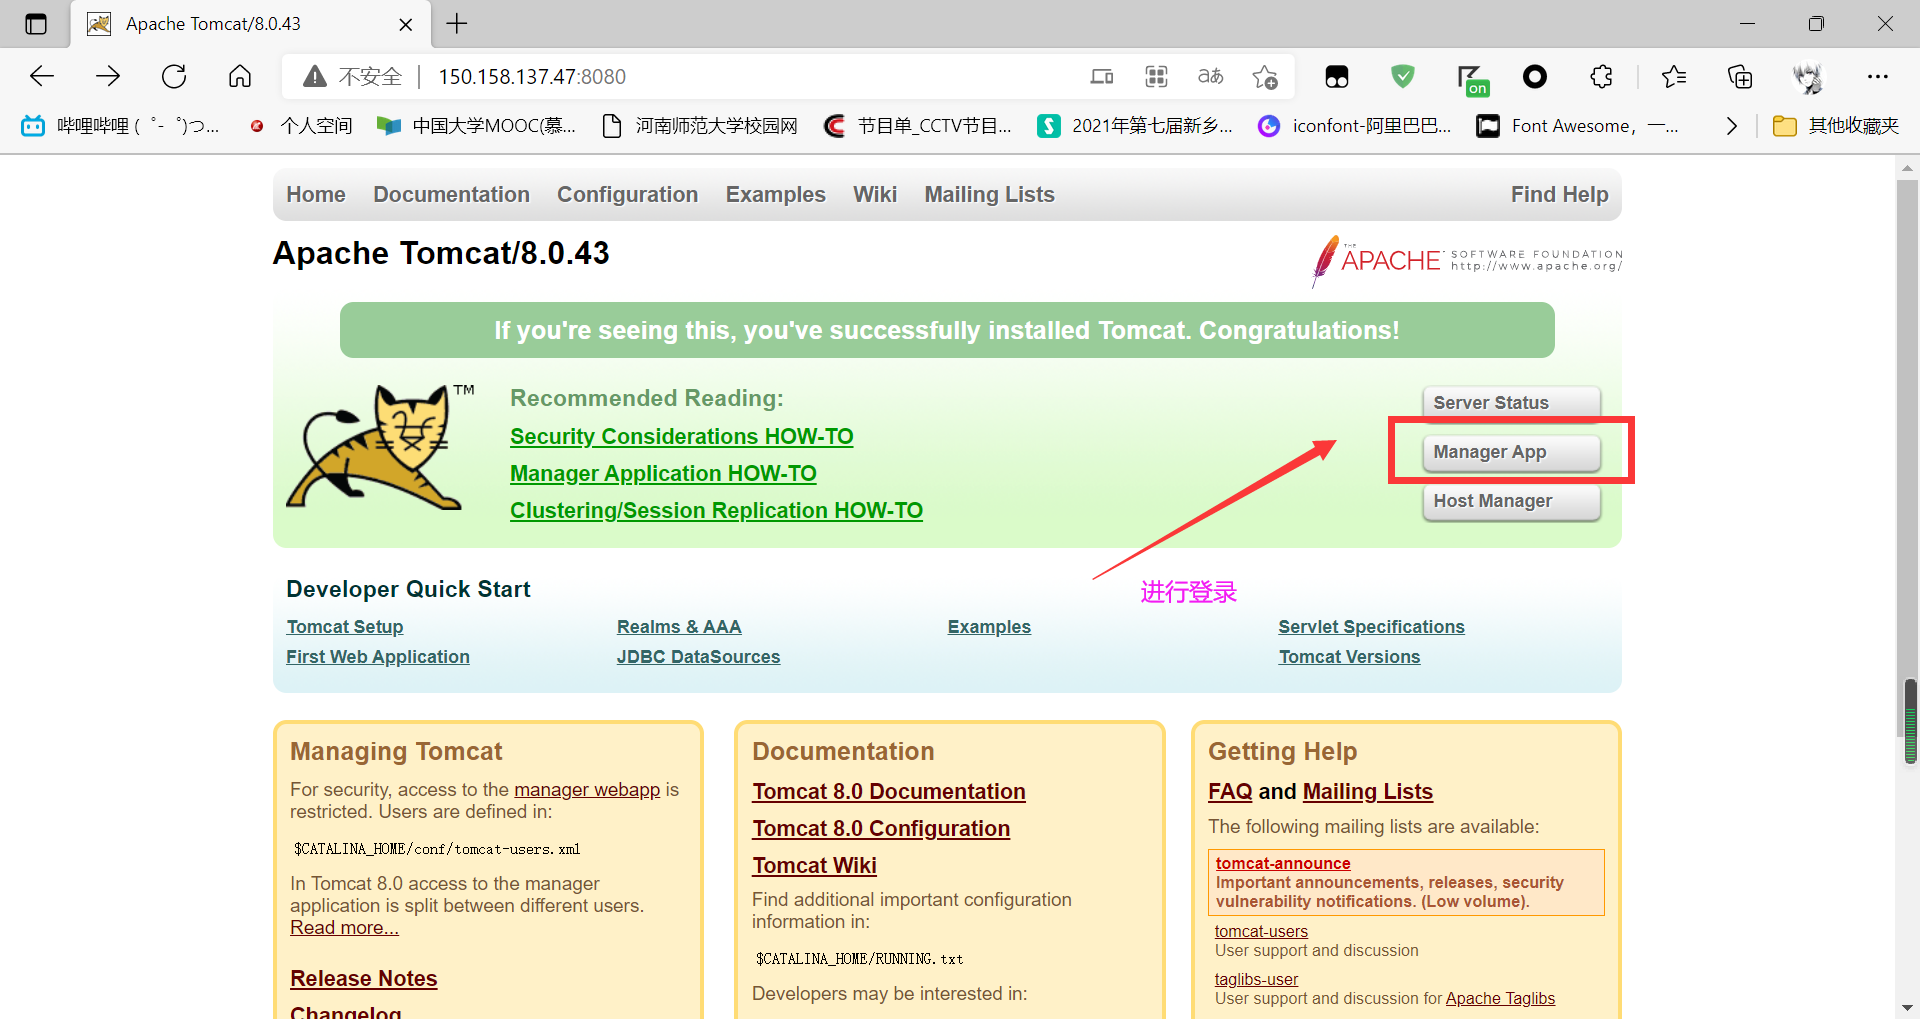 Apache Tomcat/8.0.43
不安全 150.158.137.47:8080
on
哔哩哔哩 (゜-゜)つ... 个人空间 中国大学MOOC(慕... 河南师范大学校园网 节目单_CCTV节目... 2021年第七届新乡... iconfont-阿里巴巴... Font Awesome，一... 其他收藏夹
Home Documentation Configuration Examples Wiki Mailing Lists Find Help
Apache Tomcat/8.0.43
THE APACHE SOFTWARE FOUNDATION
http://www.apache.org/
If you're seeing this, you've successfully installed Tomcat. Congratulations!
TM
Recommended Reading:
Security Considerations HOW-TO
Manager Application HOW-TO
Clustering/Session Replication HOW-TO
Server Status
Manager App
Host Manager
进行登录
Developer Quick Start
Tomcat Setup
First Web Application
Realms & AAA
JDBC DataSources
Examples
Servlet Specifications
Tomcat Versions
Managing Tomcat
For security, access to the manager webapp is
restricted. Users are defined in:
$CATALINA_HOME/conf/tomcat-users.xml
In Tomcat 8.0 access to the manager
application is split between different users.
Read more...
Release Notes
Changelog
Documentation
Tomcat 8.0 Documentation
Tomcat 8.0 Configuration
Tomcat Wiki
Find additional important configuration
information in:
$CATALINA_HOME/RUNNING.txt
Developers may be interested in:
Getting Help
FAQ and Mailing Lists
The following mailing lists are available:
tomcat-announce
Important announcements, releases, security
vulnerability notifications. (Low volume).
tomcat-users
User support and discussion
taglibs-user
User support and discussion for Apache Taglibs